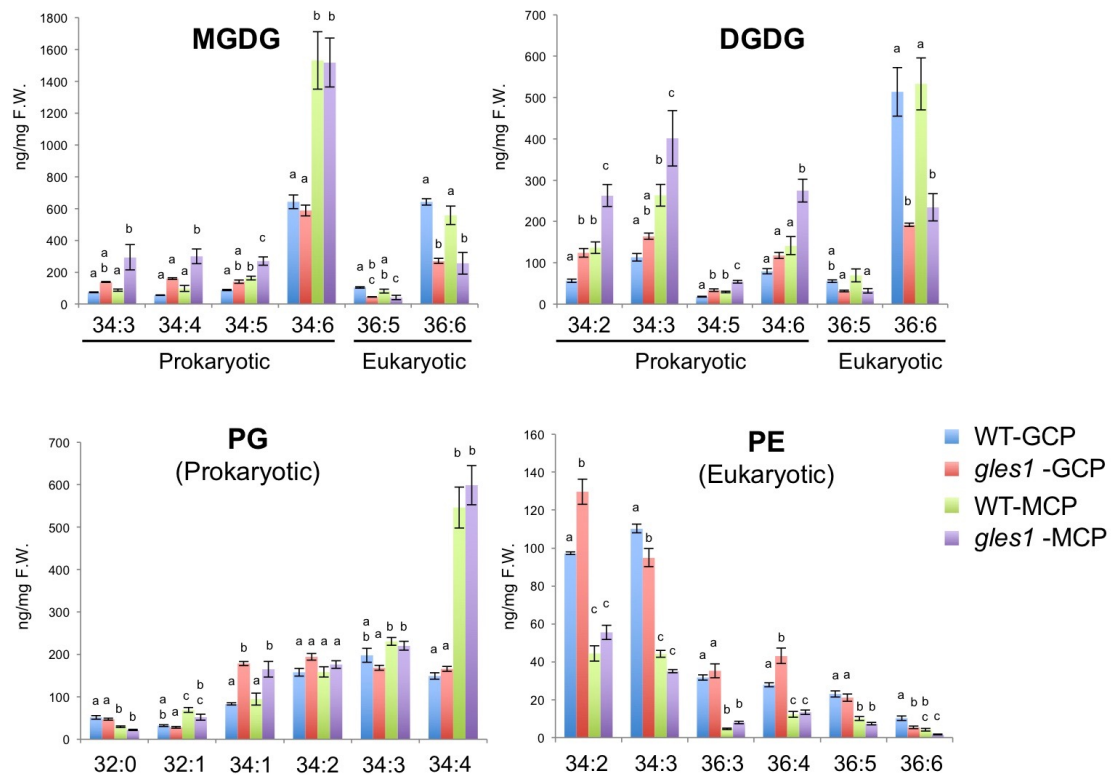 MGDG
ng/mg F.W.
1800
1600
1400
1200
1000
800
600
400
200
0
a a b a b
a a a b
a a b b c
a a b b
a b c b c
a b a b
34:3 34:4 34:5 34:6 36:5 36:6
Prokaryotic Eukaryotic
DGDG
ng/mg F.W.
700
600
500
400
300
200
100
0
a b b c
a a b b c
a b b c
a a a b
a b a b a
a b a b
34:2 34:3 34:5 34:6 36:5 36:6
Prokaryotic Eukaryotic
PG
(Prokaryotic)
ng/mg F.W.
700
600
500
400
300
200
100
0
a a b b
a b a c b c
a b a b
a a a a
a b a b b
a a b b
32:0 32:1 34:1 34:2 34:3 34:4
PE
(Eukaryotic)
ng/mg F.W.
160
140
120
100
80
60
40
20
0
a b c c
a b c c
a a b b
a b c c
a a b b
a b b c c
34:2 34:3 36:3 36:4 36:5 36:6
WT-GCP
gles1 -GCP
WT-MCP
gles1 -MCP